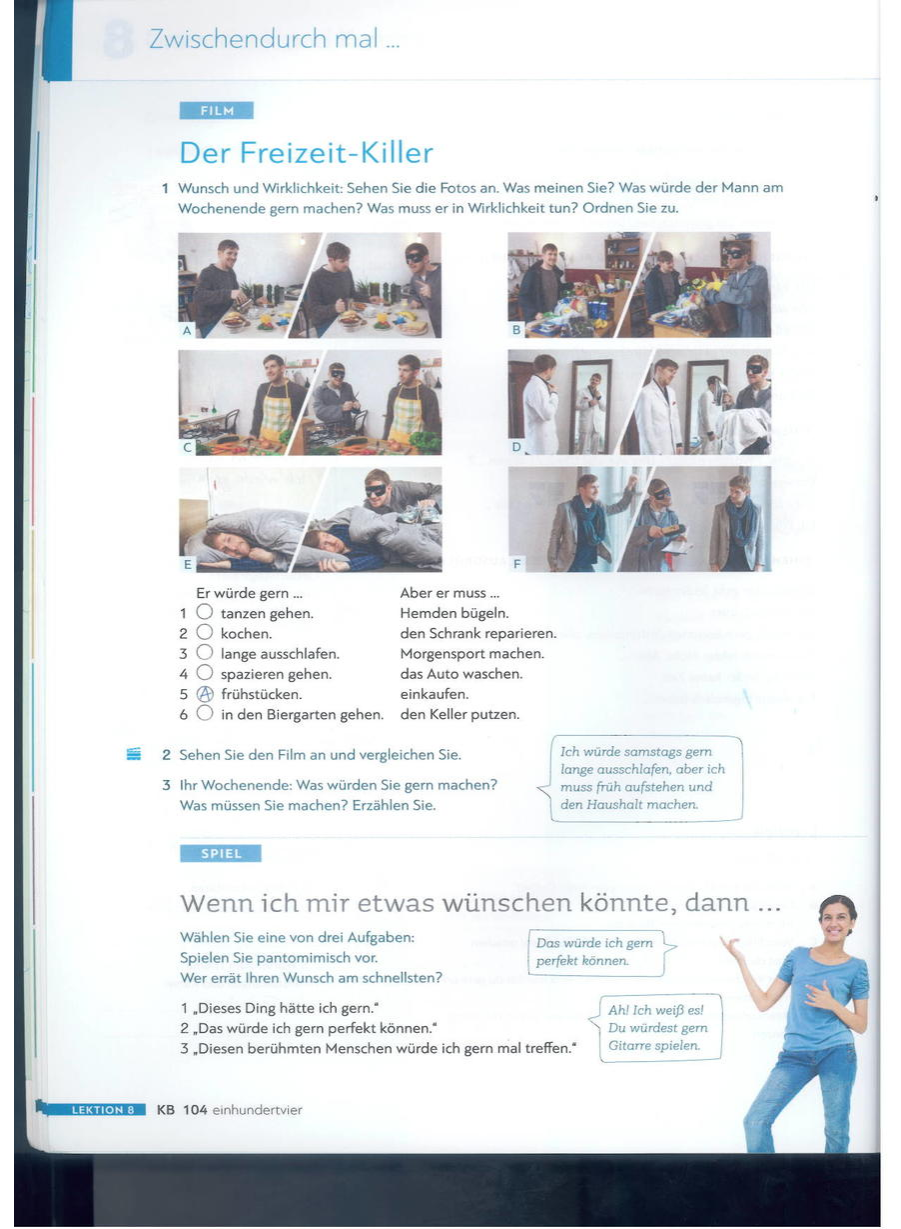 8 Zwischendurch mal ...
FILM
Der Freizeit-Killer
1 Wunsch und Wirklichkeit: Sehen Sie die Fotos an. Was meinen Sie? Was würde der Mann am
Wochenende gern machen? Was muss er in Wirklichkeit tun? Ordnen Sie zu.
A
B
C
D
E
F
Er würde gern ... Aber er muss ...
1 tanzen gehen. Hemden bügeln.
2 kochen. den Schrank reparieren.
3 lange ausschlafen. Morgensport machen.
4 spazieren gehen. das Auto waschen.
5 A frühstücken. einkaufen.
6 in den Biergarten gehen. den Keller putzen.
2 Sehen Sie den Film an und vergleichen Sie.
3 Ihr Wochenende: Was würden Sie gern machen?
Was müssen Sie machen? Erzählen Sie.
Ich würde samstags gern
lange ausschlafen, aber ich
muss früh aufstehen und
den Haushalt machen.
SPIEL
Wenn ich mir etwas wünschen könnte, dann ...
Wählen Sie eine von drei Aufgaben:
Spielen Sie pantomimisch vor.
Wer errät Ihren Wunsch am schnellsten?
Das würde ich gern
perfekt können.
1 „Dieses Ding hätte ich gern.“
2 „Das würde ich gern perfekt können.“
3 „Diesen berühmten Menschen würde ich gern mal treffen.“
Ah! Ich weiß es!
Du würdest gern
Gitarre spielen.
LEKTION 8 KB 104 einhundertvier